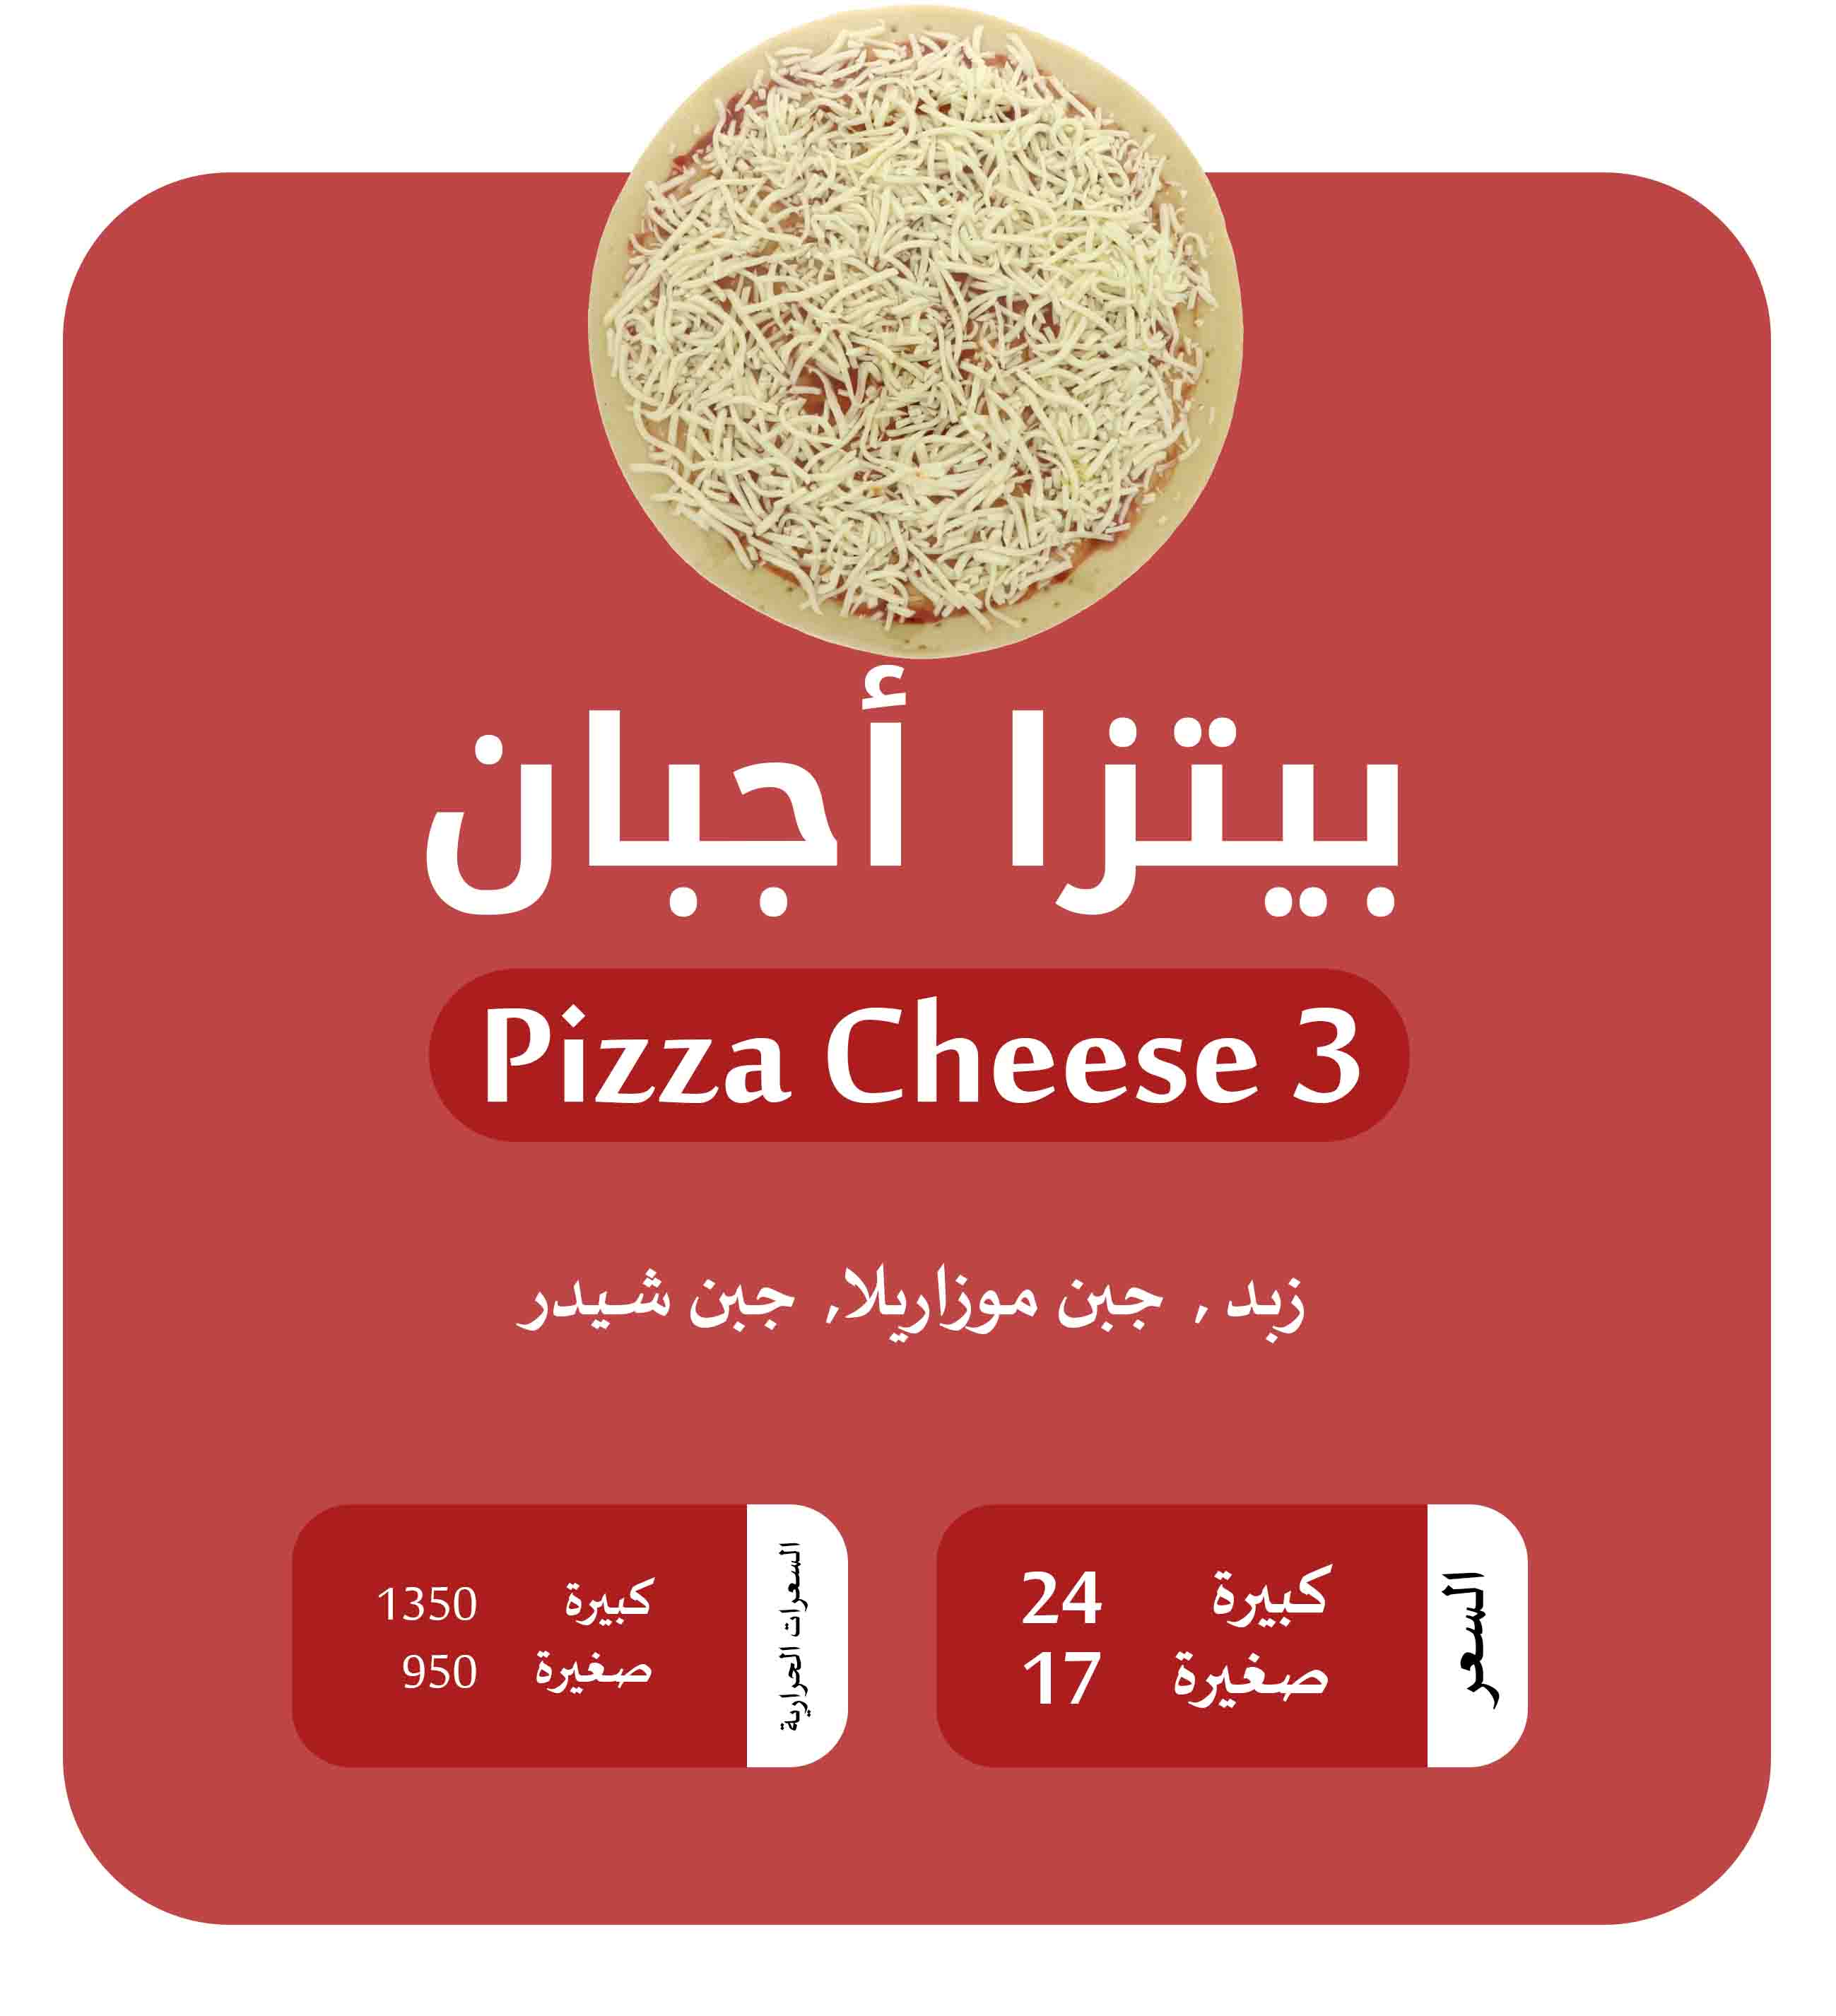 بيتزا أجبان
Pizza Cheese 3
زبد , جبن موزاريلا, جبن شيدر
السعر
كبيرة 24
صغيرة 17
السعرات الحرارية
كبيرة 1350
صغيرة 950